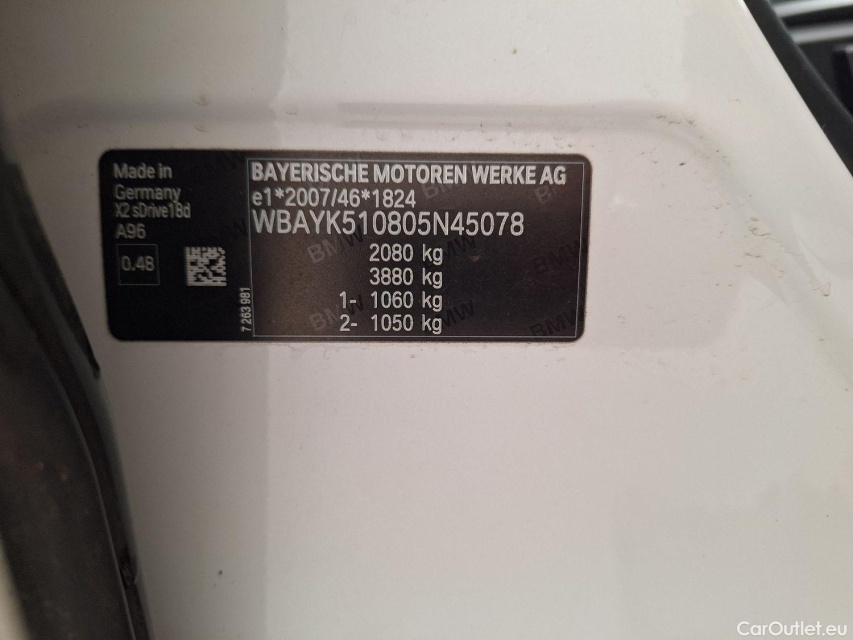 Made in
Germany
X2 sDrive18d
A96
0.48
7 263 981
BAYERISCHE MOTOREN WERKE AG
e1*2007/46*1824
WBAYK510805N45078
2080 kg
3880 kg
1- 1060 kg
2- 1050 kg
CarOutlet.eu